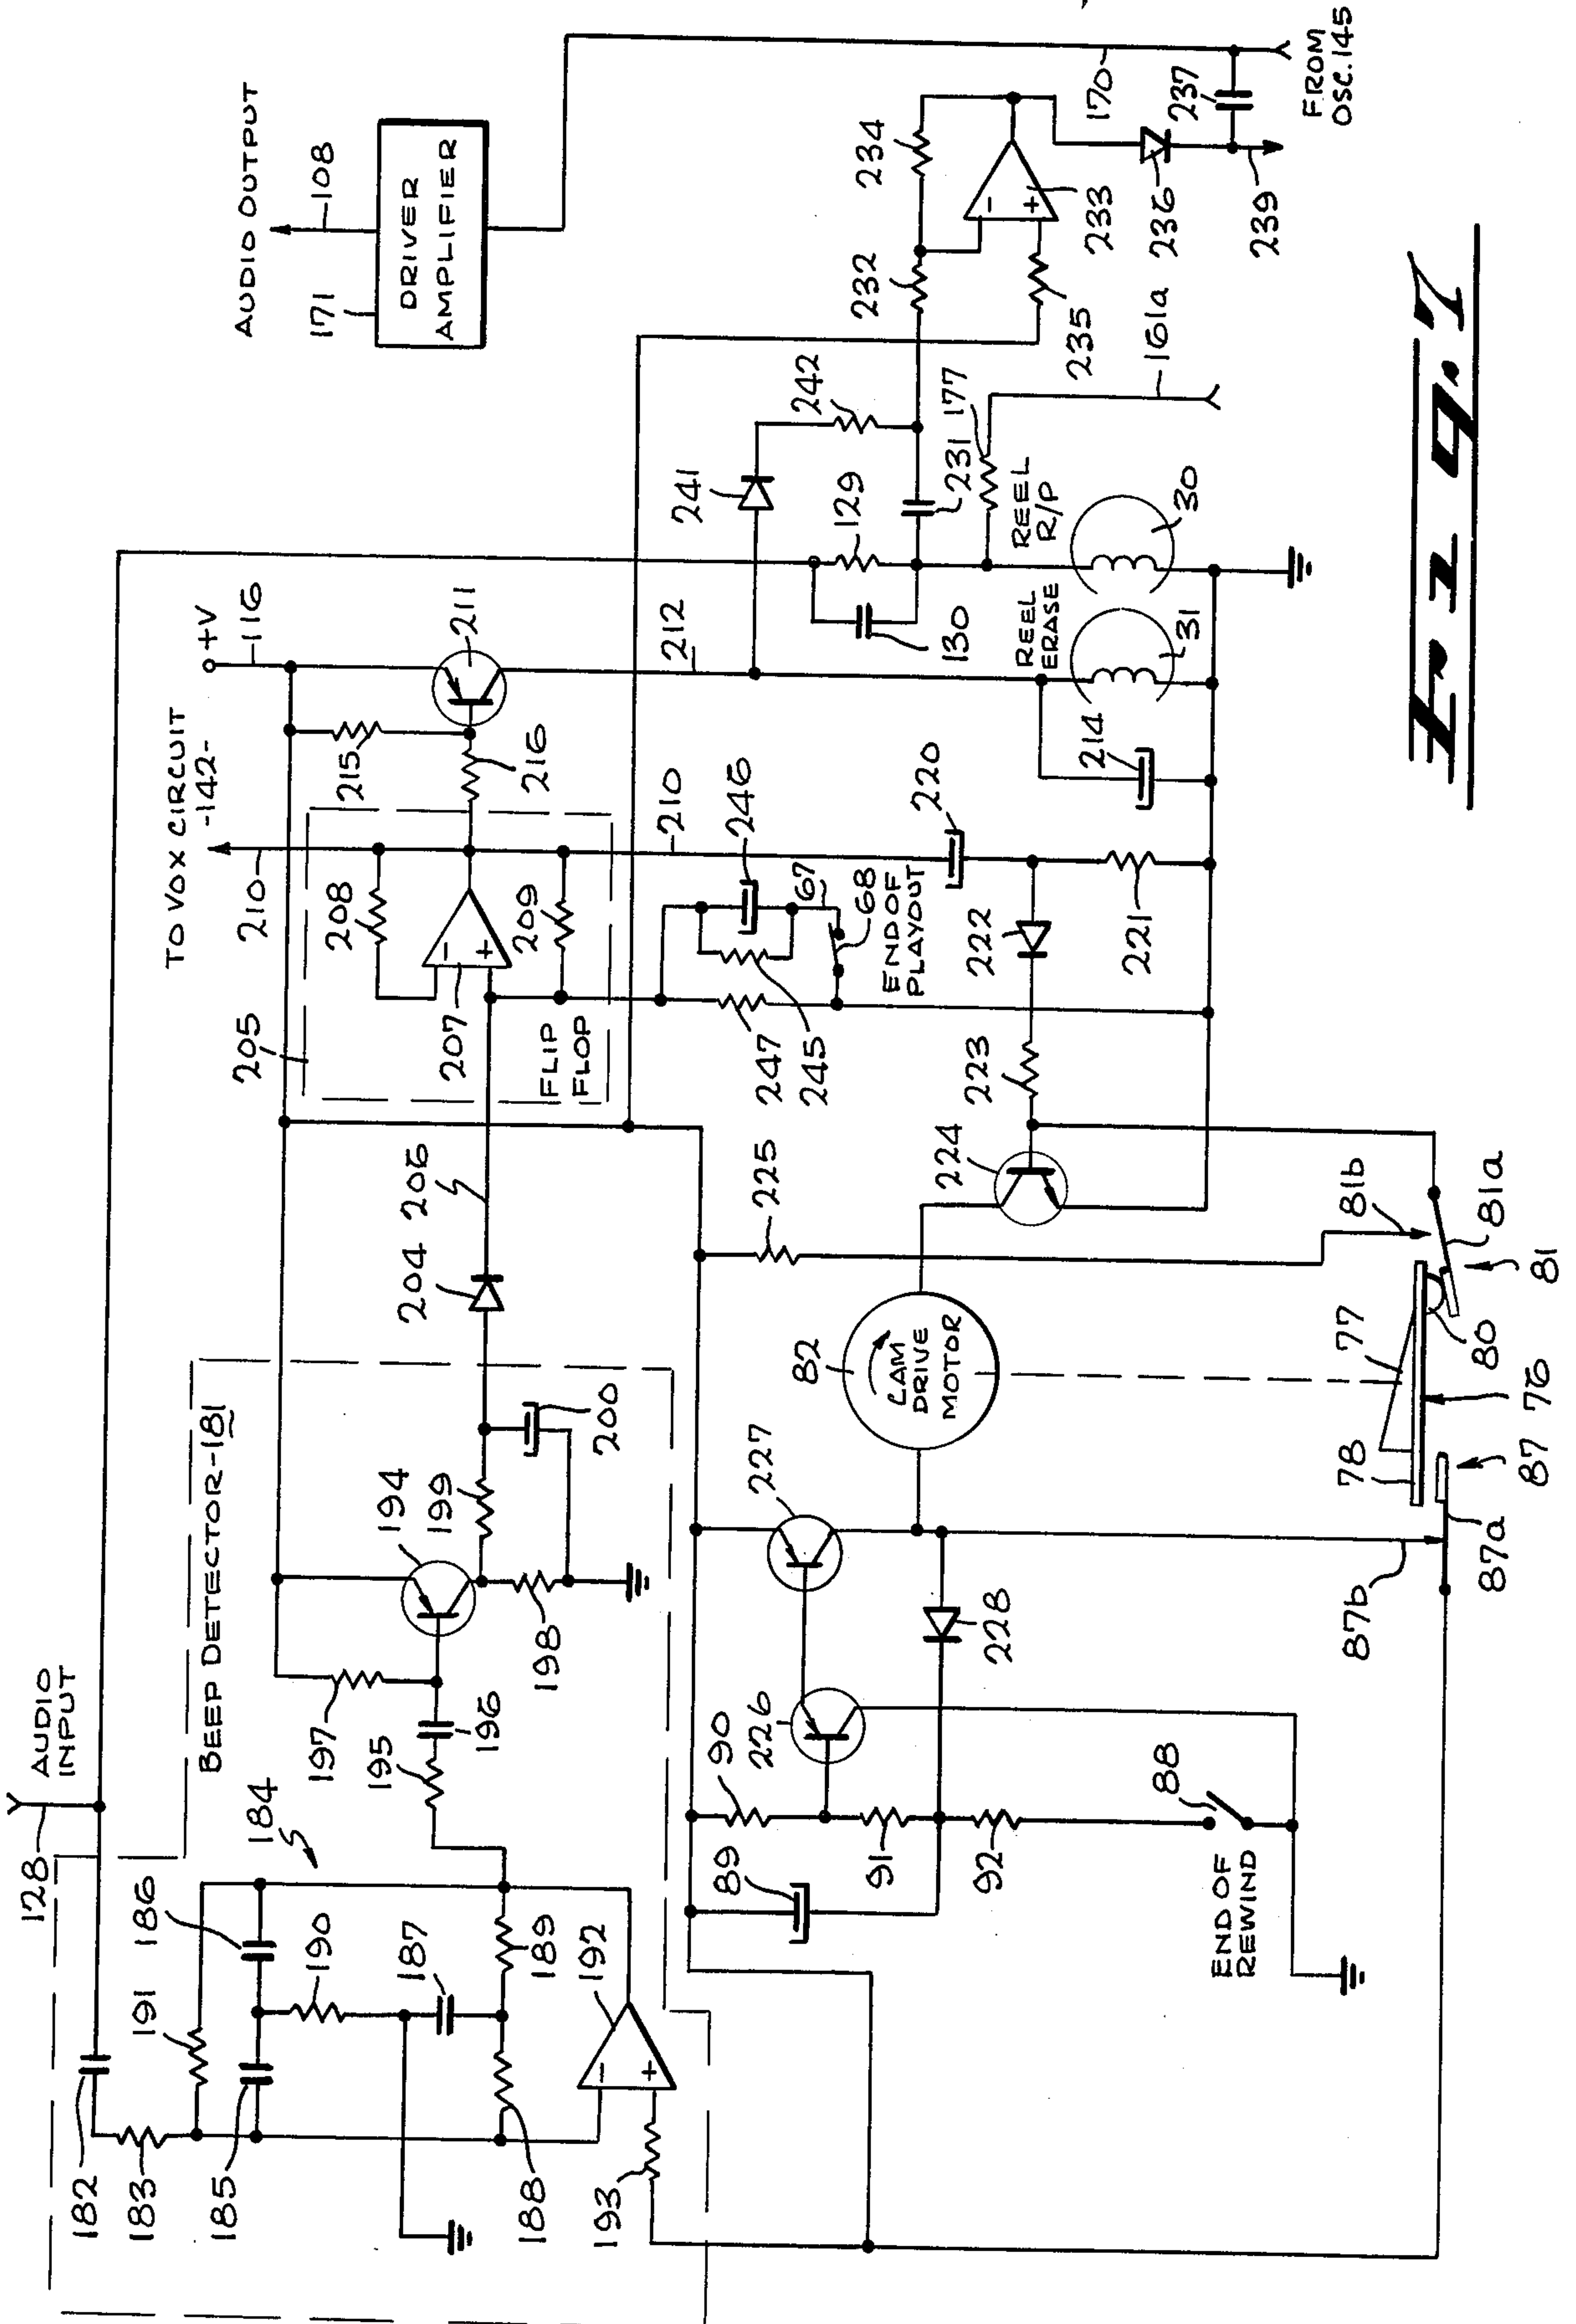 AUDIO OUTPUT
108
171
DRIVER
AMPLIFIER
170
237
FROM
OSC. 145
234
232
233
235
236
239
161a
242
241
129
231
177
130
REEL
R/P
30
REEL
ERASE
31
+V
116
211
212
215
216
214
TO VOX CIRCUIT
-142-
210
208
209
207
205
FLIP
FLOP
210
246
220
67
68
END OF
PLAYOUT
222
221
247
245
223
206
204
225
224
81b
81a
81
BEEP DETECTOR-181
200
194
199
198
197
196
195
82
CAM
DRIVE
MOTOR
77
80
76
78
87
87a
87b
227
228
226
90
91
92
89
88
END OF
REWIND
AUDIO
INPUT
128
184
186
190
187
189
192
191
182
183
185
188
193
Fig. 7